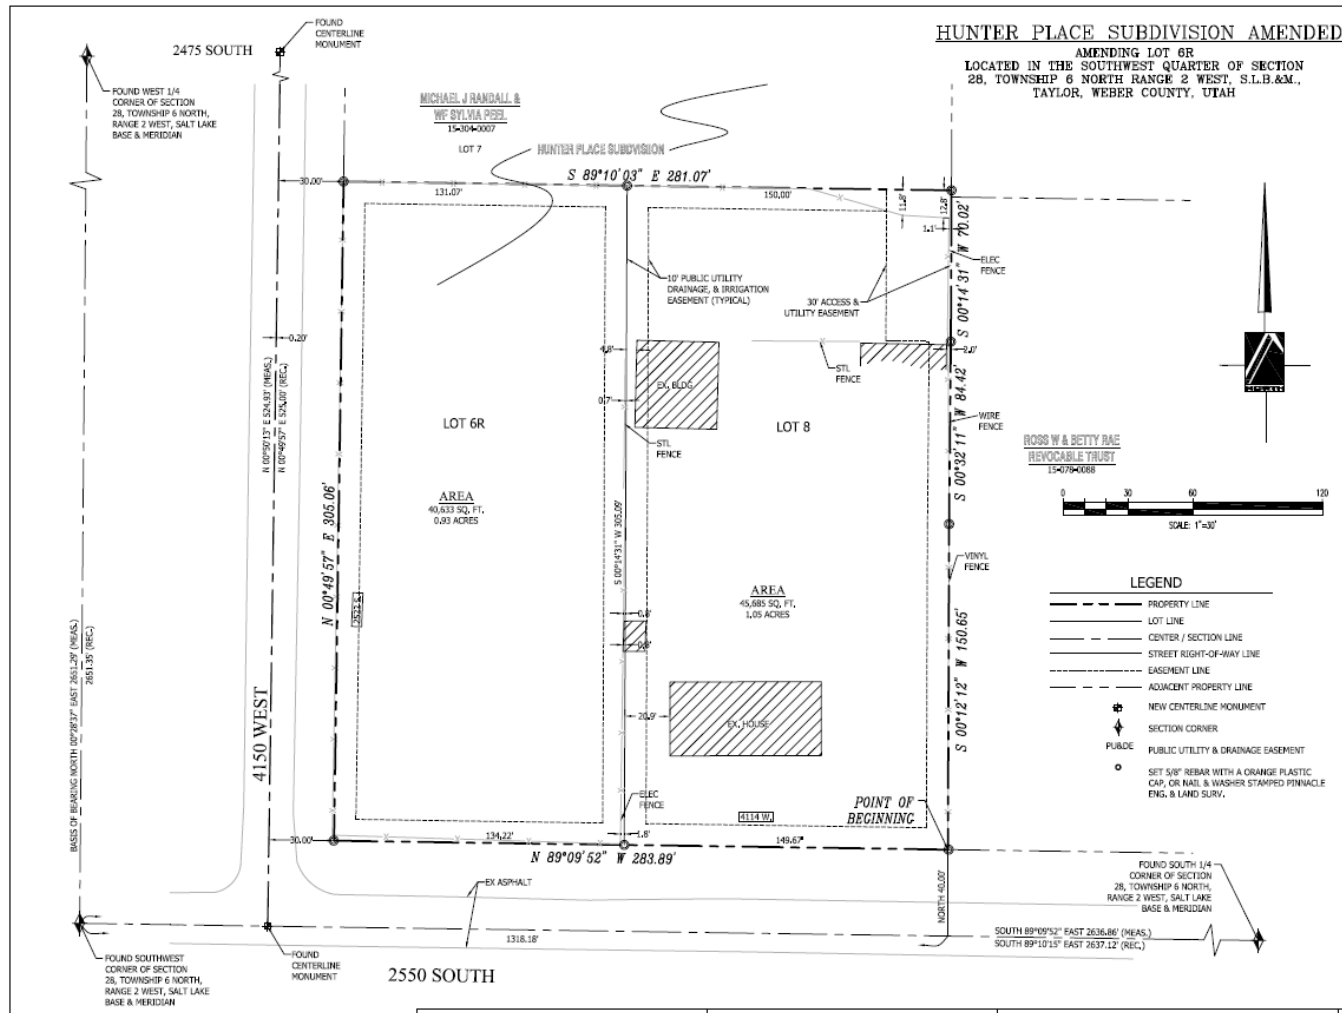 HUNTER PLACE SUBDIVISION AMENDED
AMENDING LOT 6R
LOCATED IN THE SOUTHWEST QUARTER OF SECTION
28, TOWNSHIP 6 NORTH RANGE 2 WEST, S.L.B.&M.,
TAYLOR, WEBER COUNTY, UTAH
2475 SOUTH
FOUND
CENTERLINE
MONUMENT
FOUND WEST 1/4
CORNER OF SECTION
28, TOWNSHIP 6 NORTH,
RANGE 2 WEST, SALT LAKE
BASE & MERIDIAN
MICHAEL J RANDALL &
WF SYLVIA PEEL
15-304-0007
LOT 7
HUNTER PLACE SUBDIVISION
S 89°10'03" E 281.07'
30.00'
131.07'
150.00'
11.8'
12.8'
1.1'
S 00°14'31" W 70.02'
ELEC
FENCE
10' PUBLIC UTILITY
DRAINAGE, & IRRIGATION
EASEMENT (TYPICAL)
30' ACCESS &
UTILITY EASEMENT
0.20'
4.8'
2.0'
STL
FENCE
EX. BLDG
0.7'
N 00°50'13" E 524.93' (MEAS.)
N 00°49'57" E 525.00' (REC.)
LOT 6R
LOT 8
STL
FENCE
WIRE
FENCE
S 00°32'11" W 84.42'
ROSS W & BETTY RAE
REVOCABLE TRUST
15-078-0088
0 30 60 120
SCALE: 1"=30'
AREA
40,633 SQ. FT.
0.93 ACRES
N 00°49'57" E 305.06'
S 00°14'31" W 305.09'
VINYL
FENCE
2522 S.
AREA
45,685 SQ. FT.
1.05 ACRES
0.8'
S 00°12'12" W 150.65'
20.9'
EX. HOUSE
LEGEND
PROPERTY LINE
LOT LINE
CENTER / SECTION LINE
STREET RIGHT-OF-WAY LINE
EASEMENT LINE
ADJACENT PROPERTY LINE
NEW CENTERLINE MONUMENT
SECTION CORNER
PU&DE PUBLIC UTILITY & DRAINAGE EASEMENT
SET 5/8" REBAR WITH A ORANGE PLASTIC
CAP, OR NAIL & WASHER STAMPED PINNACLE
ENG. & LAND SURV.
BASIS OF BEARING NORTH 00°28'37" EAST 2651.29' (MEAS.)
2651.35' (REC.)
4150 WEST
ELEC
FENCE
4114 W.
POINT OF
BEGINNING
30.00'
134.22'
1.8'
149.67'
N 89°09'52" W 283.89'
EX ASPHALT
NORTH 40.00'
FOUND SOUTH 1/4
CORNER OF SECTION
28, TOWNSHIP 6 NORTH,
RANGE 2 WEST, SALT LAKE
BASE & MERIDIAN
SOUTH 89°09'52" EAST 2636.86' (MEAS.)
SOUTH 89°10'15" EAST 2637.12' (REC.)
1318.18'
FOUND SOUTHWEST
CORNER OF SECTION
28, TOWNSHIP 6 NORTH,
RANGE 2 WEST, SALT LAKE
BASE & MERIDIAN
FOUND
CENTERLINE
MONUMENT
2550 SOUTH